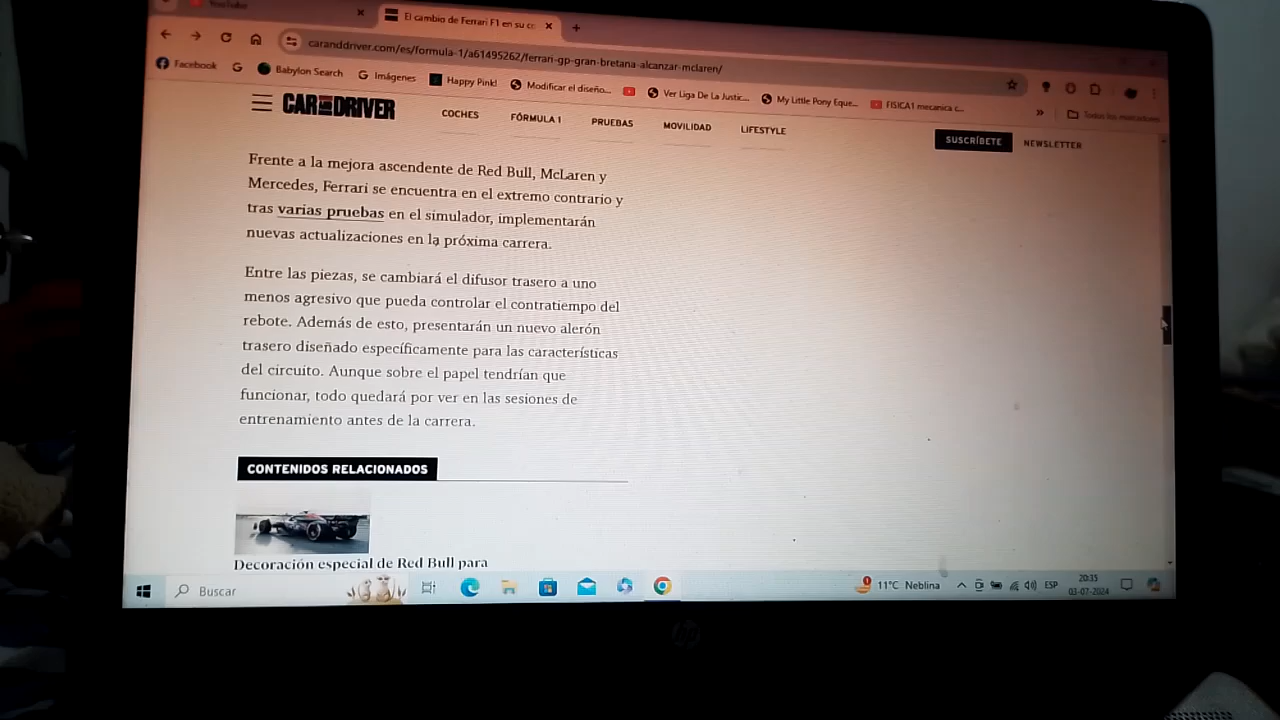 YouTube
El cambio de Ferrari F1 en su cc
caranddriver.com/es/formula-1/a61495262/ferrari-gp-gran-bretana-alcanzar-mclaren/
Facebook G Babylon Search Imágenes Happy Pink! Modificar el diseño... Ver Liga De La Justic... My Little Pony Eque... FISICA1 mecanica c... » Todos los marcadores
CAR AND DRIVER COCHES FÓRMULA 1 PRUEBAS MOVILIDAD LIFESTYLE SUSCRÍBETE NEWSLETTER
Frente a la mejora ascendente de Red Bull, McLaren y
Mercedes, Ferrari se encuentra en el extremo contrario y
tras varias pruebas en el simulador, implementarán
nuevas actualizaciones en la próxima carrera.
Entre las piezas, se cambiará el difusor trasero a uno
menos agresivo que pueda controlar el contratiempo del
rebote. Además de esto, presentarán un nuevo alerón
trasero diseñado específicamente para las características
del circuito. Aunque sobre el papel tendrían que
funcionar, todo quedará por ver en las sesiones de
entrenamiento antes de la carrera.
CONTENIDOS RELACIONADOS
Decoración especial de Red Bull para
Buscar 11°C Neblina ESP 20:35
03-07-2024
hp